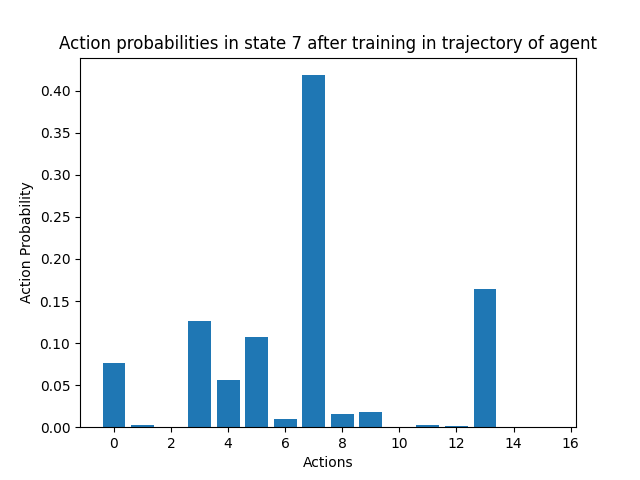 Action probabilities in state 7 after training in trajectory of agent
0.40
0.35
0.30
0.25
0.20
0.15
0.10
0.05
0.00
Action Probability
0 2 4 6 8 10 12 14 16
Actions